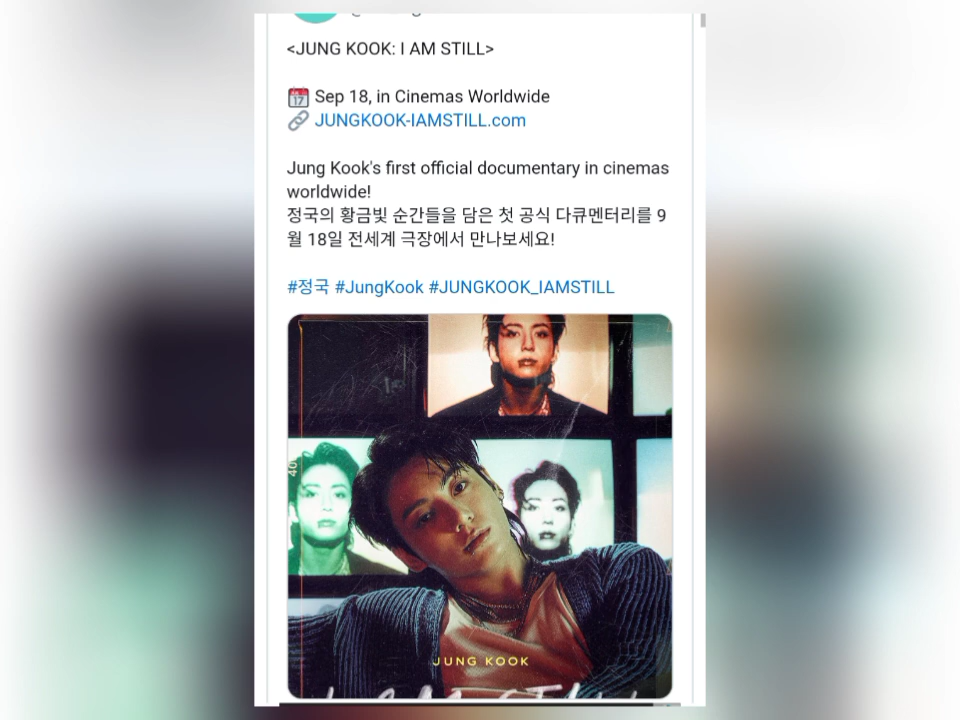 <JUNG KOOK: I AM STILL>
Sep 18, in Cinemas Worldwide
JUNGKOOK-IAMSTILL.com
Jung Kook's first official documentary in cinemas
worldwide!
정국의 황금빛 순간들을 담은 첫 공식 다큐멘터리를 9
월 18일 전세계 극장에서 만나보세요!
#정국 #JungKook #JUNGKOOK_IAMSTILL
40
JUNG KOOK
I AM STILL